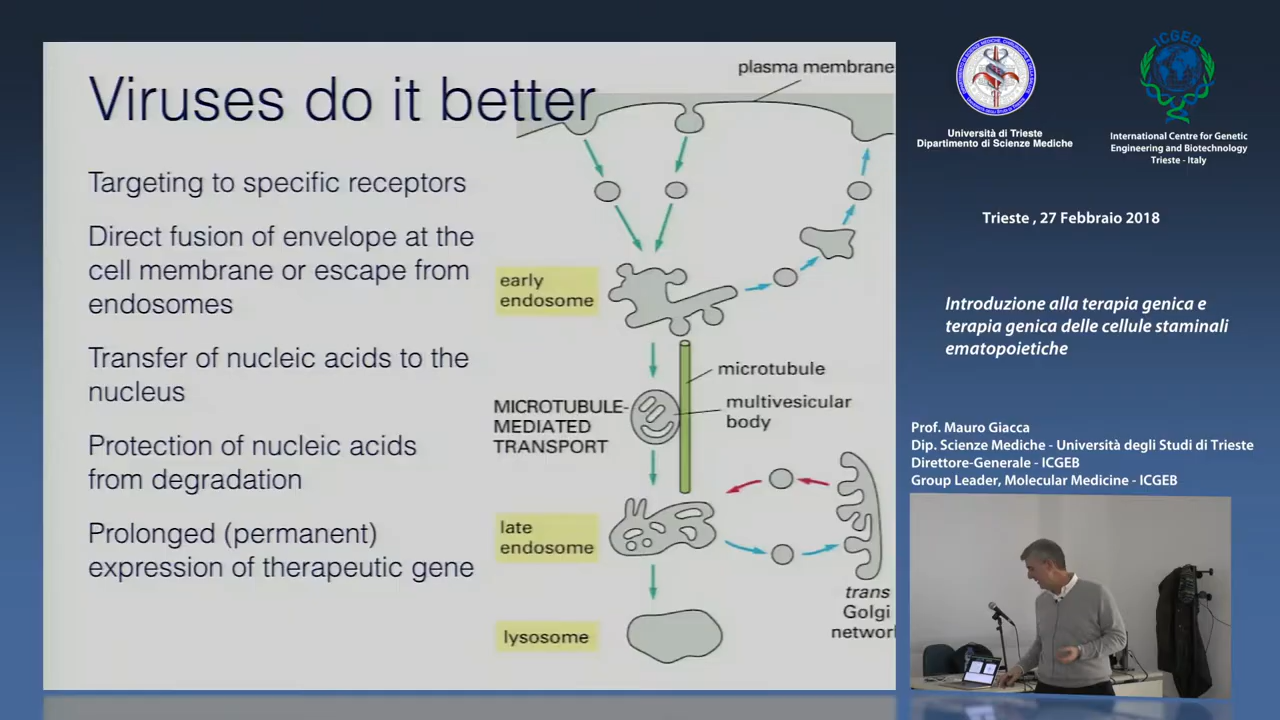 Viruses do it better
Targeting to specific receptors
Direct fusion of envelope at the
cell membrane or escape from
endosomes
Transfer of nucleic acids to the
nucleus
Protection of nucleic acids
from degradation
Prolonged (permanent)
expression of therapeutic gene
plasma membrane
early
endosome
microtubule
MICROTUBULE-
MEDIATED
TRANSPORT
multivesicular
body
late
endosome
trans
Golgi
network
lysosome
Università di Trieste
Dipartimento di Scienze Mediche
ICGEB
International Centre for Genetic
Engineering and Biotechnology
Trieste - Italy
Trieste , 27 Febbraio 2018
Introduzione alla terapia genica e
terapia genica delle cellule staminali
ematopoietiche
Prof. Mauro Giacca
Dip. Scienze Mediche - Università degli Studi di Trieste
Direttore-Generale - ICGEB
Group Leader, Molecular Medicine - ICGEB